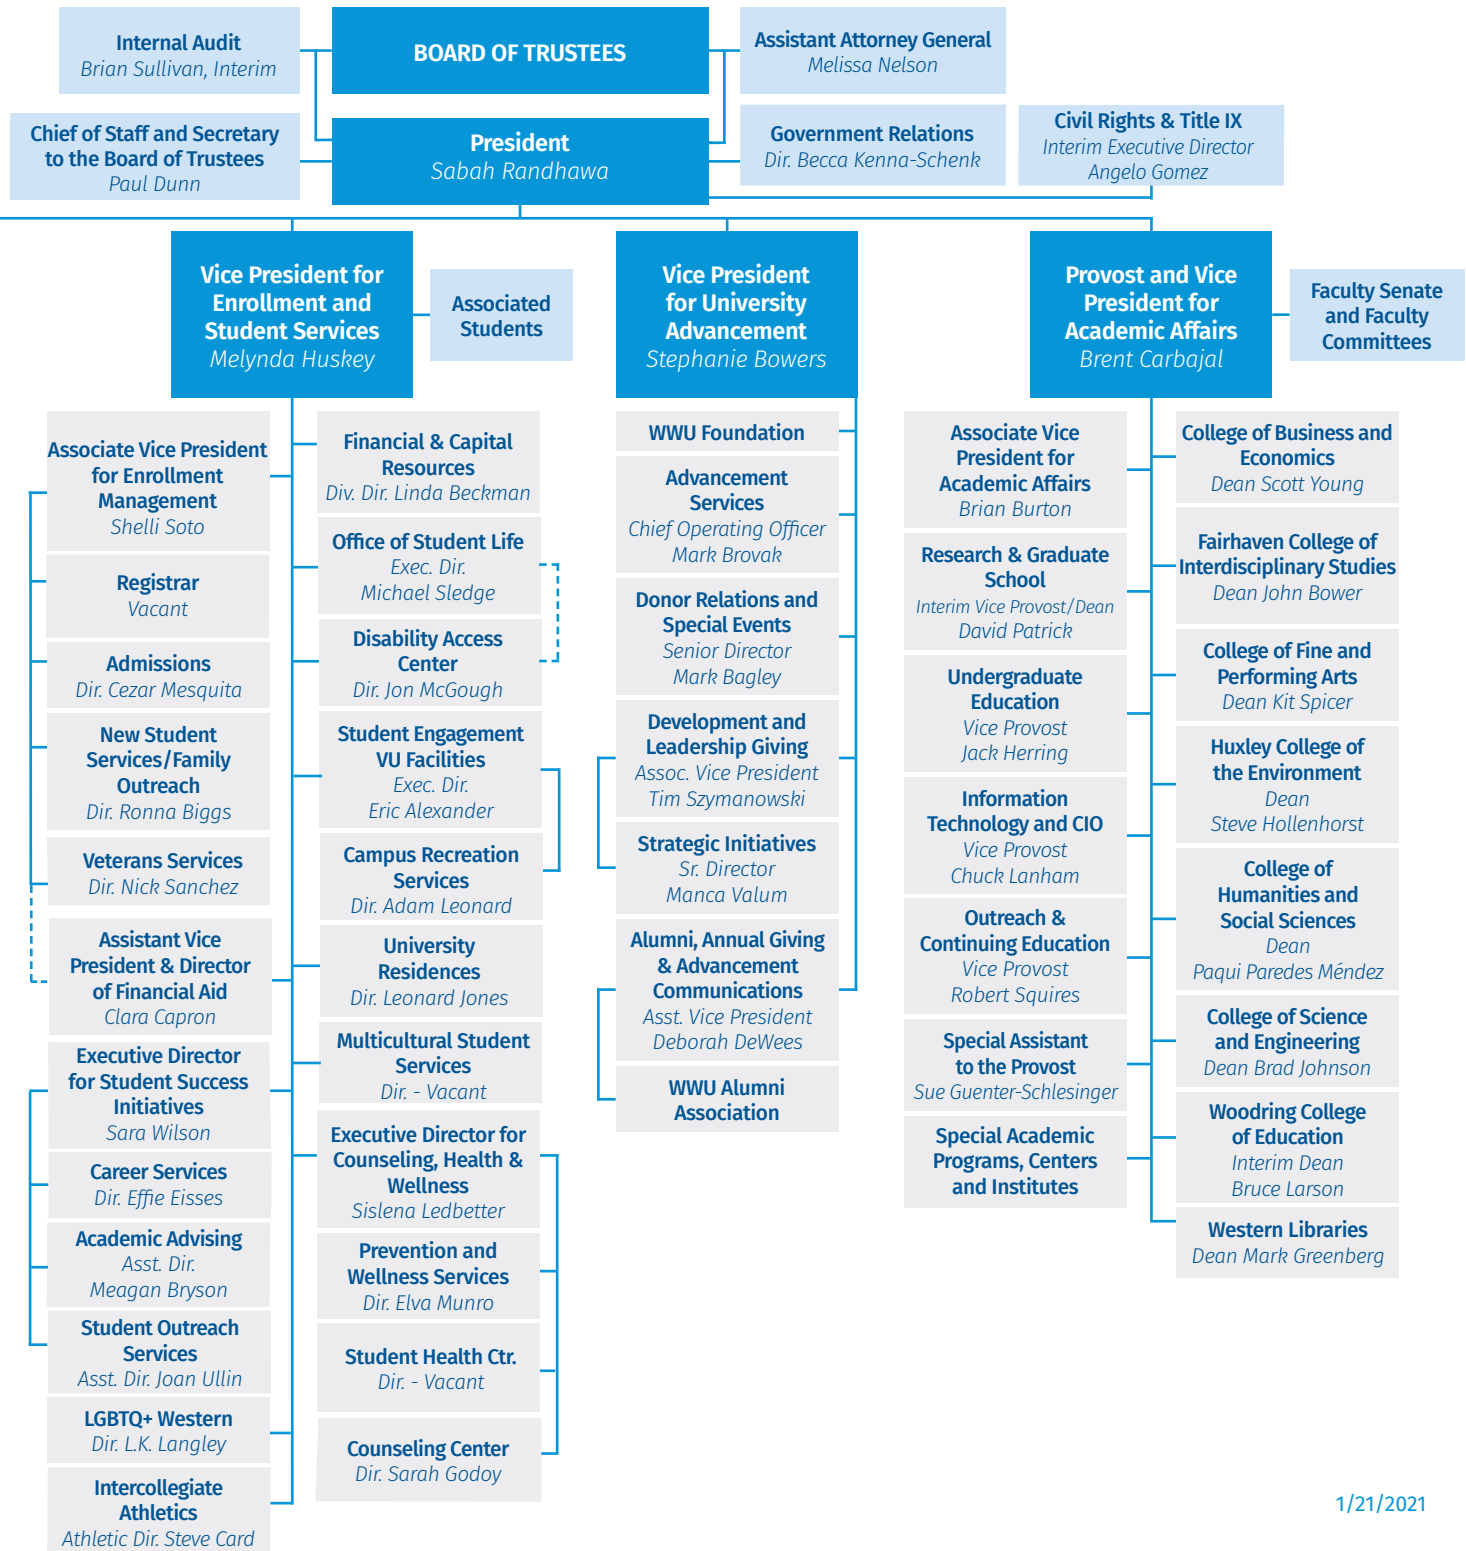 Internal Audit
Brian Sullivan, Interim
BOARD OF TRUSTEES
Assistant Attorney General
Melissa Nelson
Chief of Staff and Secretary
to the Board of Trustees
Paul Dunn
President
Sabah Randhawa
Government Relations
Dir. Becca Kenna-Schenk
Civil Rights & Title IX
Interim Executive Director
Angelo Gomez
Vice President for
Enrollment and
Student Services
Melynda Huskey
Associated
Students
Vice President
for University
Advancement
Stephanie Bowers
Provost and Vice
President for
Academic Affairs
Brent Carbajal
Faculty Senate
and Faculty
Committees
Associate Vice President
for Enrollment
Management
Shelli Soto
Registrar
Vacant
Admissions
Dir. Cezar Mesquita
New Student
Services/Family
Outreach
Dir. Ronna Biggs
Veterans Services
Dir. Nick Sanchez
Assistant Vice
President & Director
of Financial Aid
Clara Capron
Executive Director
for Student Success
Initiatives
Sara Wilson
Career Services
Dir. Effie Eisses
Academic Advising
Asst. Dir.
Meagan Bryson
Student Outreach
Services
Asst. Dir. Joan Ullin
LGBTQ+ Western
Dir. L.K. Langley
Intercollegiate
Athletics
Athletic Dir. Steve Card
Financial & Capital
Resources
Div. Dir. Linda Beckman
Office of Student Life
Exec. Dir.
Michael Sledge
Disability Access
Center
Dir. Jon McGough
Student Engagement
VU Facilities
Exec. Dir.
Eric Alexander
Campus Recreation
Services
Dir. Adam Leonard
University
Residences
Dir. Leonard Jones
Multicultural Student
Services
Dir. - Vacant
Executive Director for
Counseling, Health &
Wellness
Sislena Ledbetter
Prevention and
Wellness Services
Dir. Elva Munro
Student Health Ctr.
Dir. - Vacant
Counseling Center
Dir. Sarah Godoy
WWU Foundation
Advancement
Services
Chief Operating Officer
Mark Brovak
Donor Relations and
Special Events
Senior Director
Mark Bagley
Development and
Leadership Giving
Assoc. Vice President
Tim Szymanowski
Strategic Initiatives
Sr. Director
Manca Valum
Alumni, Annual Giving
& Advancement
Communications
Asst. Vice President
Deborah DeWees
WWU Alumni
Association
Associate Vice
President for
Academic Affairs
Brian Burton
Research & Graduate
School
Interim Vice Provost/Dean
David Patrick
Undergraduate
Education
Vice Provost
Jack Herring
Information
Technology and CIO
Vice Provost
Chuck Lanham
Outreach &
Continuing Education
Vice Provost
Robert Squires
Special Assistant
to the Provost
Sue Guenter-Schlesinger
Special Academic
Programs, Centers
and Institutes
College of Business and
Economics
Dean Scott Young
Fairhaven College of
Interdisciplinary Studies
Dean John Bower
College of Fine and
Performing Arts
Dean Kit Spicer
Huxley College of
the Environment
Dean
Steve Hollenhorst
College of
Humanities and
Social Sciences
Dean
Paqui Paredes Méndez
College of Science
and Engineering
Dean Brad Johnson
Woodring College
of Education
Interim Dean
Bruce Larson
Western Libraries
Dean Mark Greenberg
1/21/2021